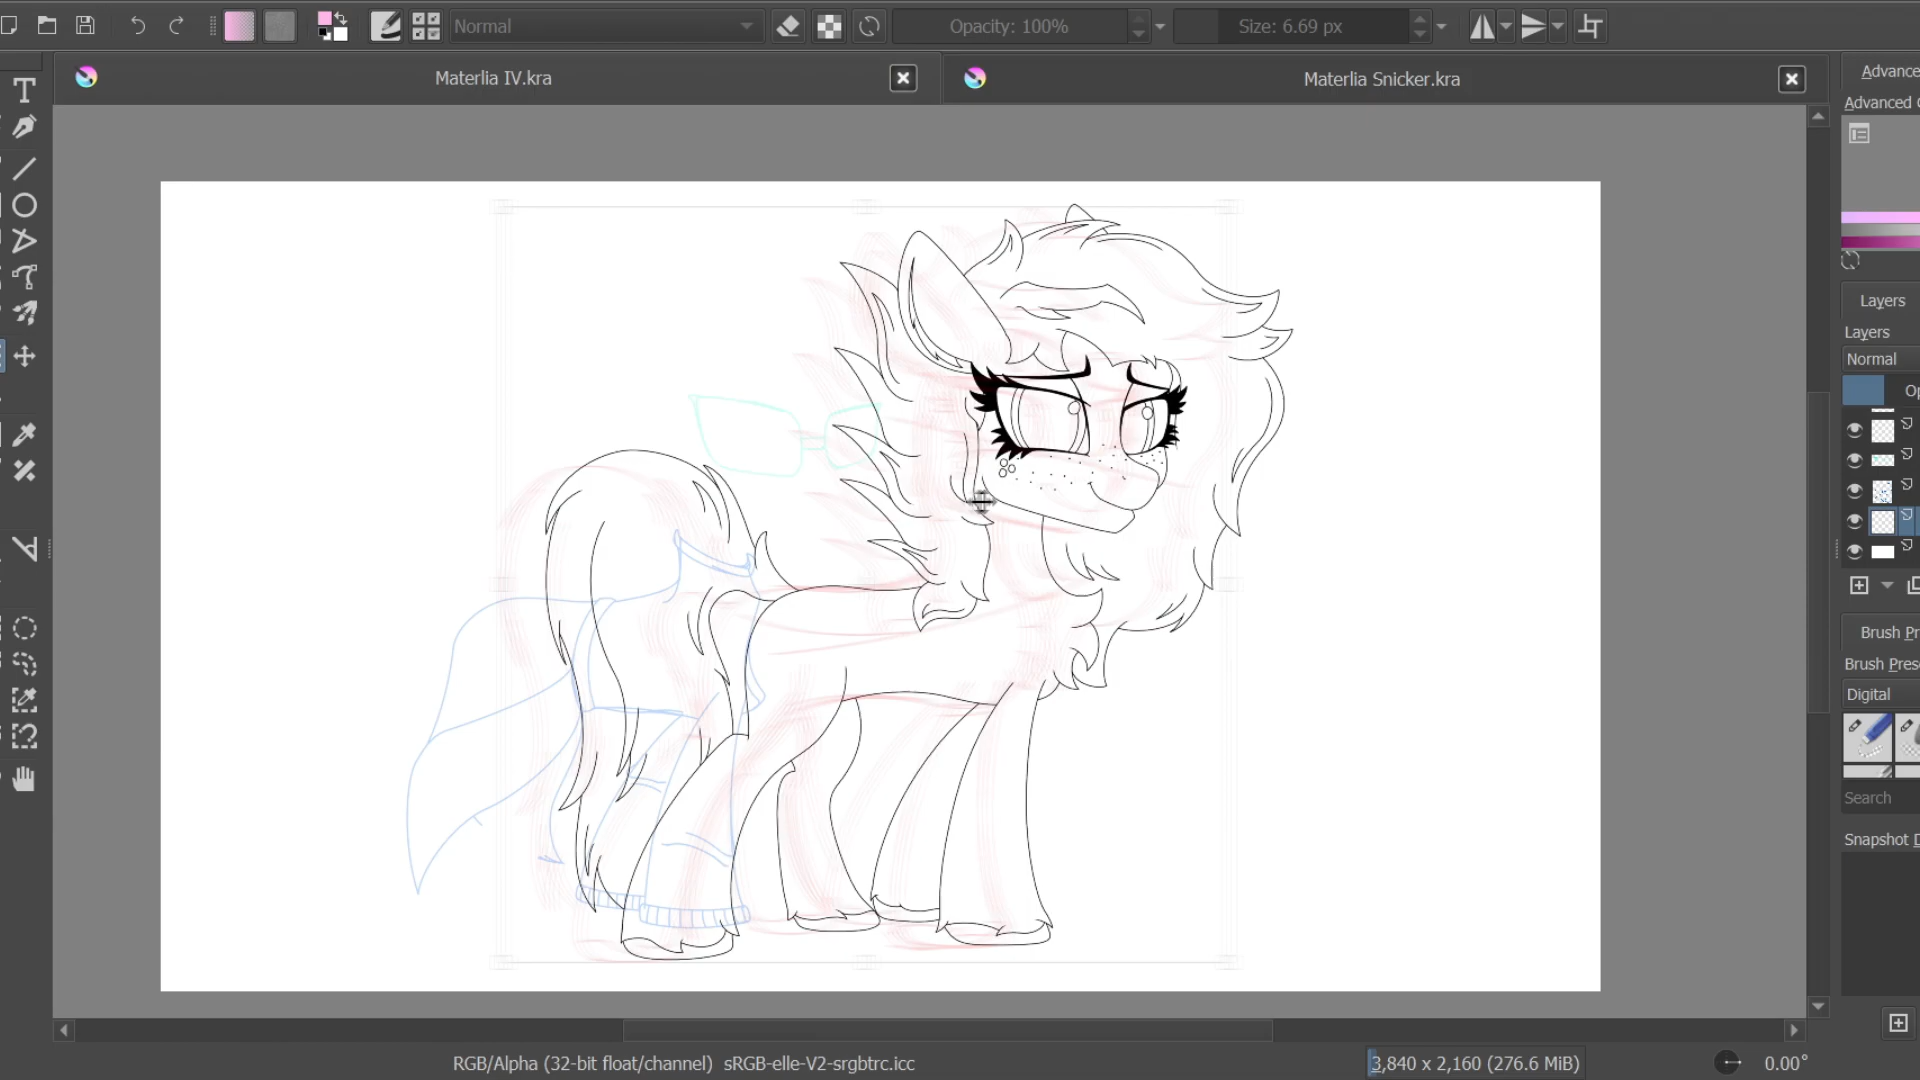 Normal
Opacity: 100%
Size: 6.69 px
Materlia IV.kra
Materlia Snicker.kra
Advance
Advanced
Layers
Layers
Normal
Op
Brush Pr
Brush Pres
Digital
Search
Snapshot D
RGB/Alpha (32-bit float/channel) sRGB-elle-V2-srgbtrc.icc
3,840 x 2,160 (276.6 MiB)
0.00°